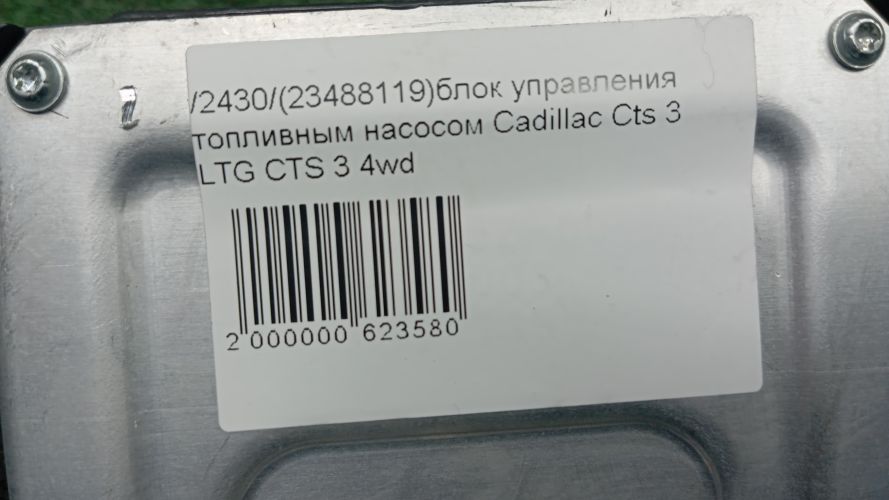 /2430/(23488119)блок управления
топливным насосом Cadillac Cts 3
LTG CTS 3 4wd
2 000000 623580